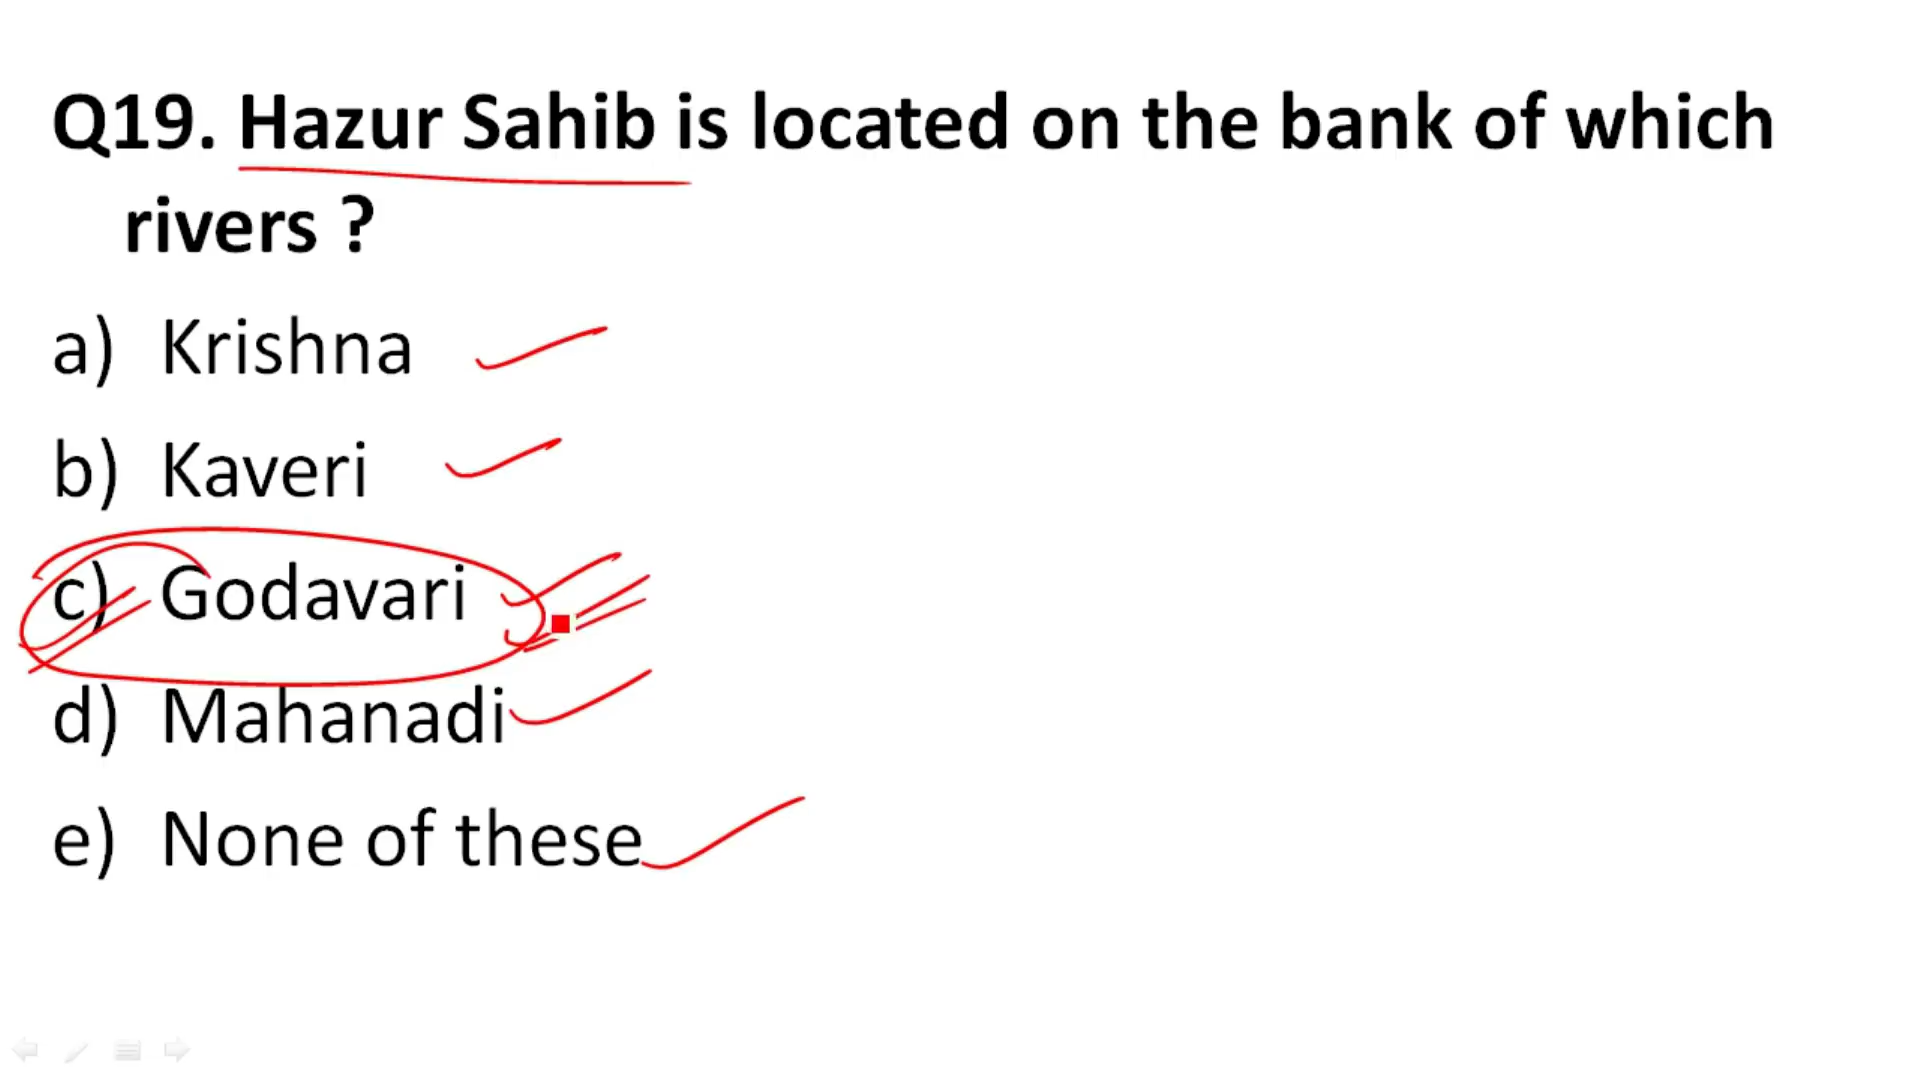 Q19. Hazur Sahib is located on the bank of which
rivers ?
a) Krishna
b) Kaveri
c) Godavari
d) Mahanadi
e) None of these